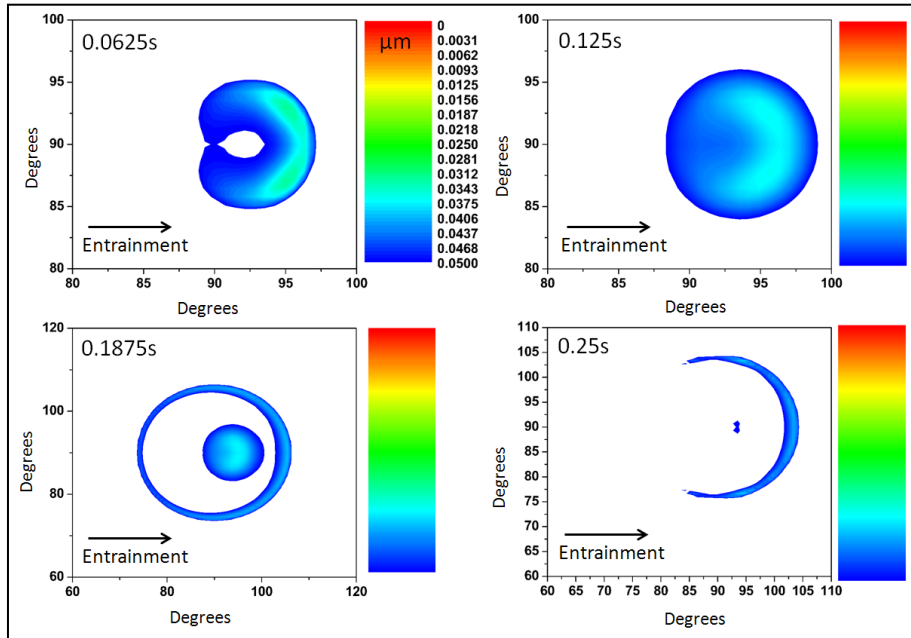 0.0625s
μm
0
0.0031
0.0062
0.0093
0.0125
0.0156
0.0187
0.0218
0.0250
0.0281
0.0312
0.0343
0.0375
0.0406
0.0437
0.0468
0.0500
100
95
90
85
80
Degrees
Entrainment
80 85 90 95 100
Degrees
0.125s
100
95
90
85
80
Degrees
Entrainment
80 85 90 95 100
Degrees
0.1875s
120
100
80
60
Degrees
Entrainment
60 80 100 120
Degrees
0.25s
110
105
100
95
90
85
80
75
70
65
60
Degrees
Entrainment
60 65 70 75 80 85 90 95 100 105 110
Degrees